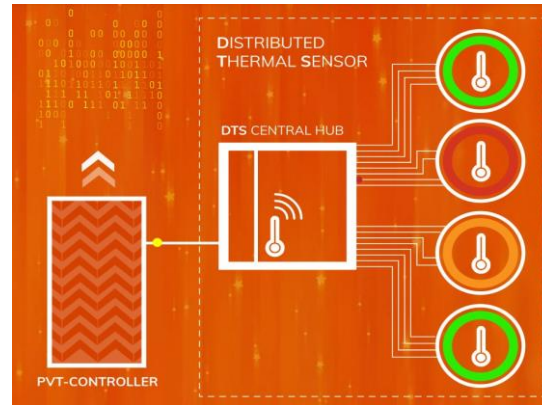 DISTRIBUTED
THERMAL SENSOR
DTS CENTRAL HUB
PVT-CONTROLLER